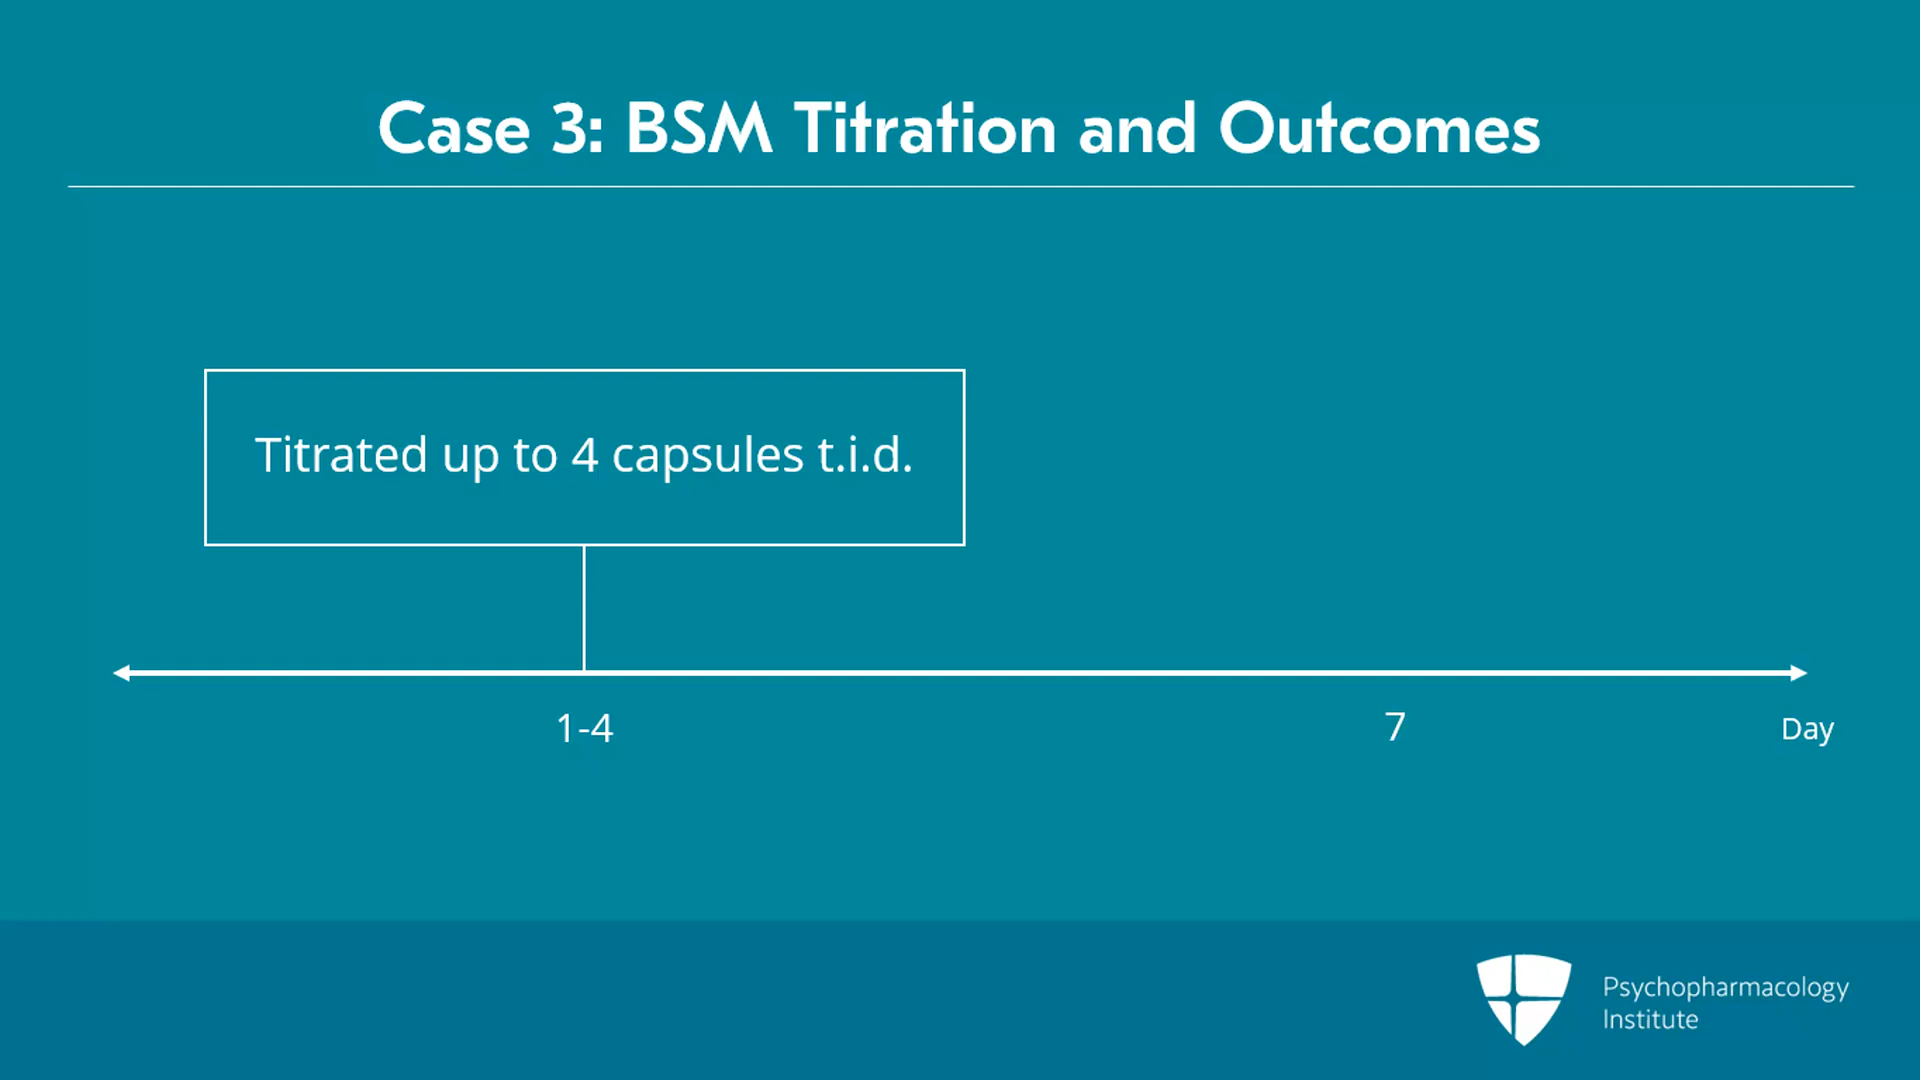 Case 3: BSM Titration and Outcomes
Titrated up to 4 capsules t.i.d.
1-4
7
Day
Psychopharmacology
Institute